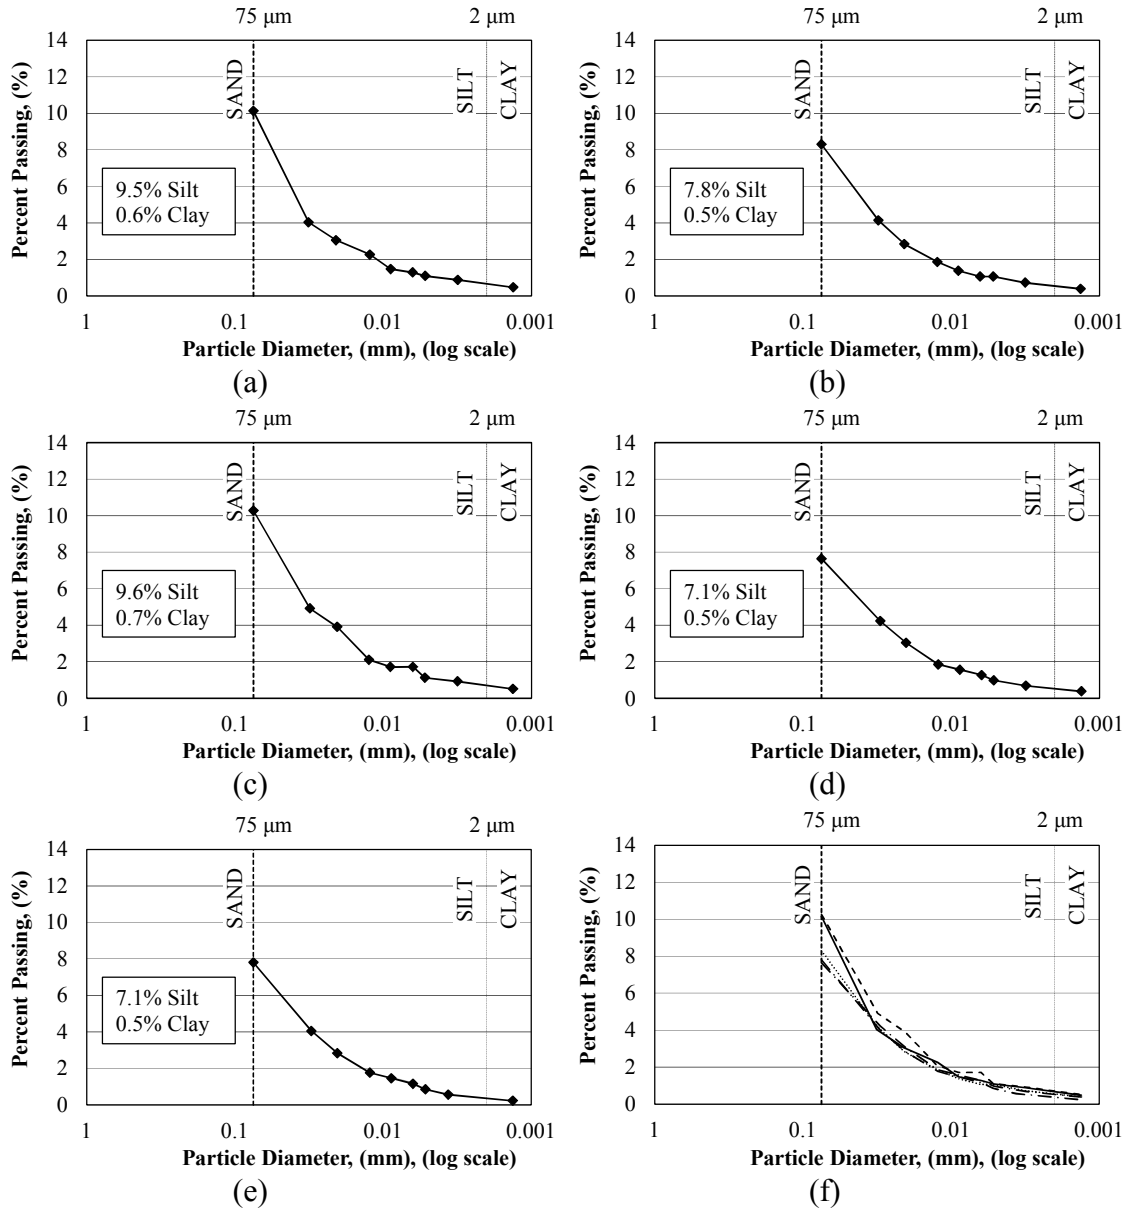 75 μm
2 μm
14
12
10
8
6
4
2
0
Percent Passing, (%)
SAND
SILT
CLAY
9.5% Silt
0.6% Clay
1
0.1
0.01
0.001
Particle Diameter, (mm), (log scale)
(a)
75 μm
2 μm
14
12
10
8
6
4
2
0
Percent Passing, (%)
SAND
SILT
CLAY
7.8% Silt
0.5% Clay
1
0.1
0.01
0.001
Particle Diameter, (mm), (log scale)
(b)
75 μm
2 μm
14
12
10
8
6
4
2
0
Percent Passing, (%)
SAND
SILT
CLAY
9.6% Silt
0.7% Clay
1
0.1
0.01
0.001
Particle Diameter, (mm), (log scale)
(c)
75 μm
2 μm
14
12
10
8
6
4
2
0
Percent Passing, (%)
SAND
SILT
CLAY
7.1% Silt
0.5% Clay
1
0.1
0.01
0.001
Particle Diameter, (mm), (log scale)
(d)
75 μm
2 μm
14
12
10
8
6
4
2
0
Percent Passing, (%)
SAND
SILT
CLAY
7.1% Silt
0.5% Clay
1
0.1
0.01
0.001
Particle Diameter, (mm), (log scale)
(e)
75 μm
2 μm
14
12
10
8
6
4
2
0
Percent Passing, (%)
SAND
SILT
CLAY
1
0.1
0.01
0.001
Particle Diameter, (mm), (log scale)
(f)